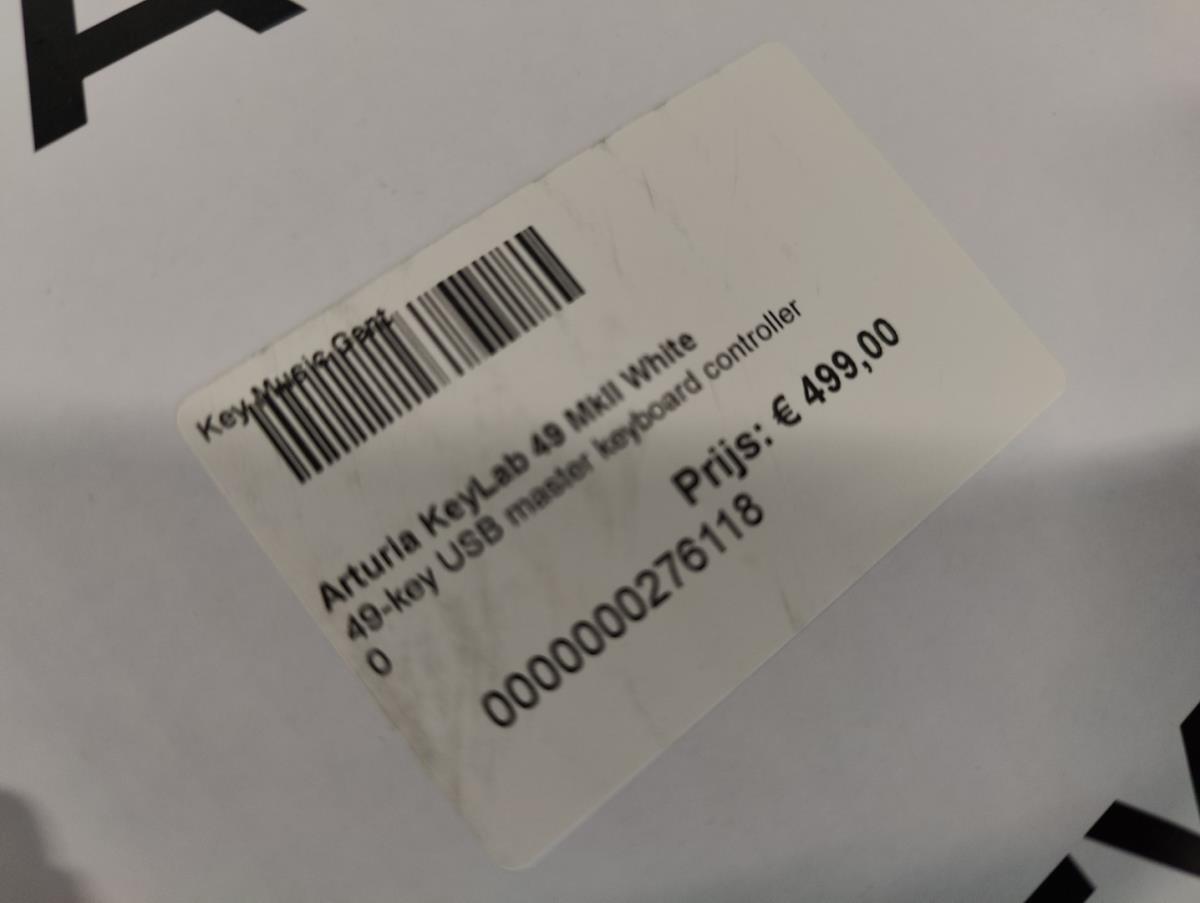 Key Music Gent
Arturia KeyLab 49 MkII White
49-key USB master keyboard controller
0
Prijs: € 499,00
0000000276118